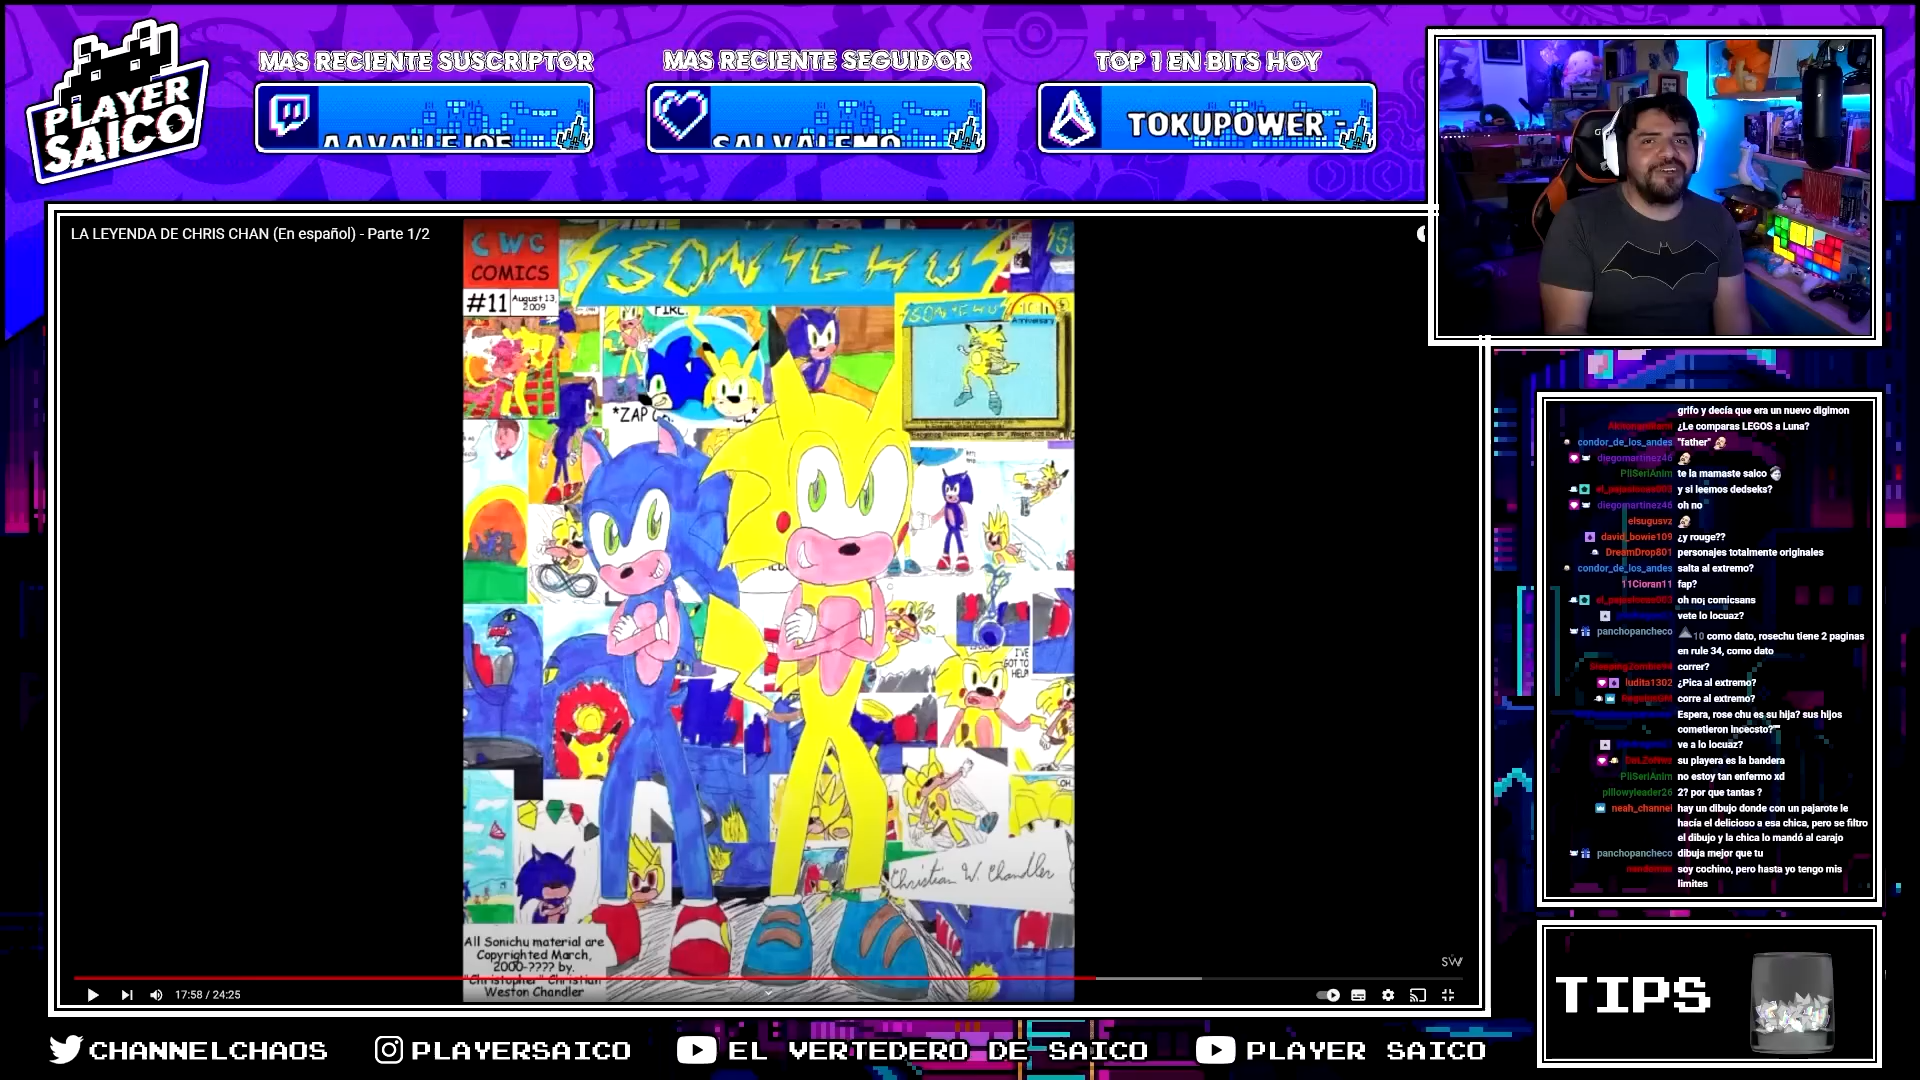 PLAYER
SAICO
MAS RECIENTE SUSCRIPTOR
MAS RECIENTE SEGUIDOR
SALVALEMO
TOP 1 EN BITS HOY
TOKUPOWER -
LA LEYENDA DE CHRIS CHAN (En español) - Parte 1/2
CWC
COMICS
#11
August 13,
2009
SONICHU
SONICHU
Anniversary
*ZAP
I'VE
GOT TO
HELP
Christian W. Chandler
All Sonichu material are
Copyrighted March,
2000-???? by.
"Christopher" Christian
Weston Chandler
SW
17:58 / 24:25
grifo y decía que era un nuevo digimon
¿Le comparas LEGOS a Luna?
condor_de_los_andes "father"
diegomartinez46
PliSeriAnim te la mamaste saico
y si leemos dedseks?
diegomartinez46 oh no
elsugusvz
david_bowie109 ¿y rouge??
DreamDrop801 personajes totalmente originales
condor_de_los_andes salta al extremo?
11Cioran11 fap?
oh no¡ comicsans
vete lo locuaz?
panchopancheco 10 como dato, rosechu tiene 2 paginas
en rule 34, como dato
SleepingZombie94 correr?
ludita1302 ¿Pica al extremo?
corre al extremo?
Espera, rose chu es su hija? sus hijos
cometieron incecsto?
ve a lo locuaz?
su playera es la bandera
PliSeriAnim no estoy tan enfermo xd
pillowyleader26 2? por que tantas ?
neah_channel hay un dibujo donde con un pajarote le
hacía el delicioso a esa chica, pero se filtro
el dibujo y la chica lo mandó al carajo
panchopancheco dibuja mejor que tu
soy cochino, pero hasta yo tengo mis
limites
TIPS
CHANNELCHAOS
PLAYERSAICO
EL VERTEDERO DE SAICO
PLAYER SAICO